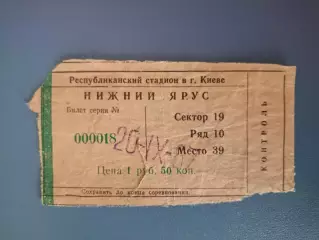 Республиканский стадион в г. Киеве
НИЖНИЙ ЯРУС
Билет серия №
Сектор 19
000018
Ряд 10
Место 39
Цена 1 руб. 50 коп
Сохранять до конца соревнования
КОНТРОЛЬ